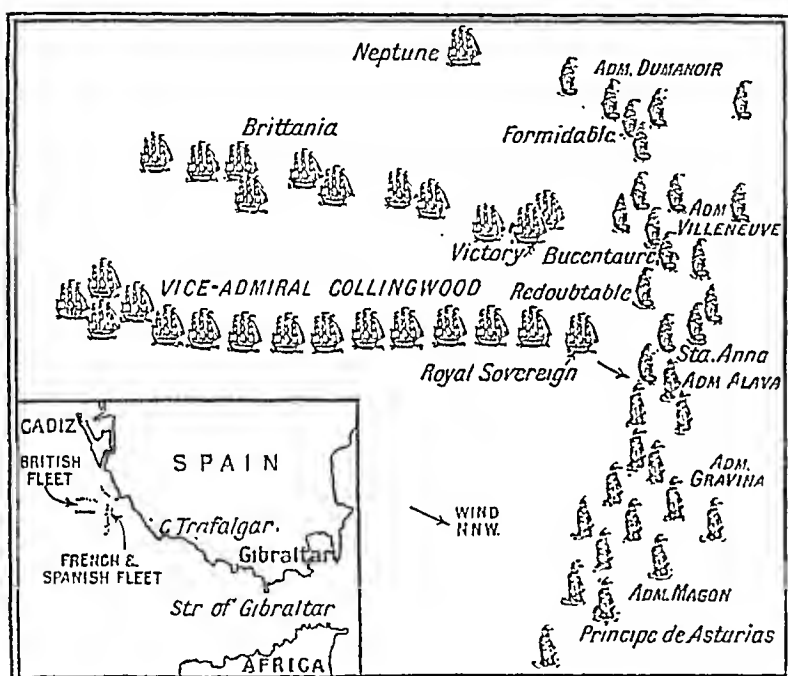 Neptune
ADM. DUMANOIR
Brittania
Formidable
ADM
VILLENEUVE
Victory
Bucentaure
VICE-ADMIRAL COLLINGWOOD
Redoubtable
Sta. Anna
Royal Sovereign
ADM ALAVA
CADIZ
SPAIN
BRITISH
FLEET
ADM.
GRAVINA
WIND
NNW.
C. Trafalgar.
Gibraltar
FRENCH &
SPANISH FLEET
Str of Gibraltar
ADM. MAGON
Principe de Asturias
AFRICA